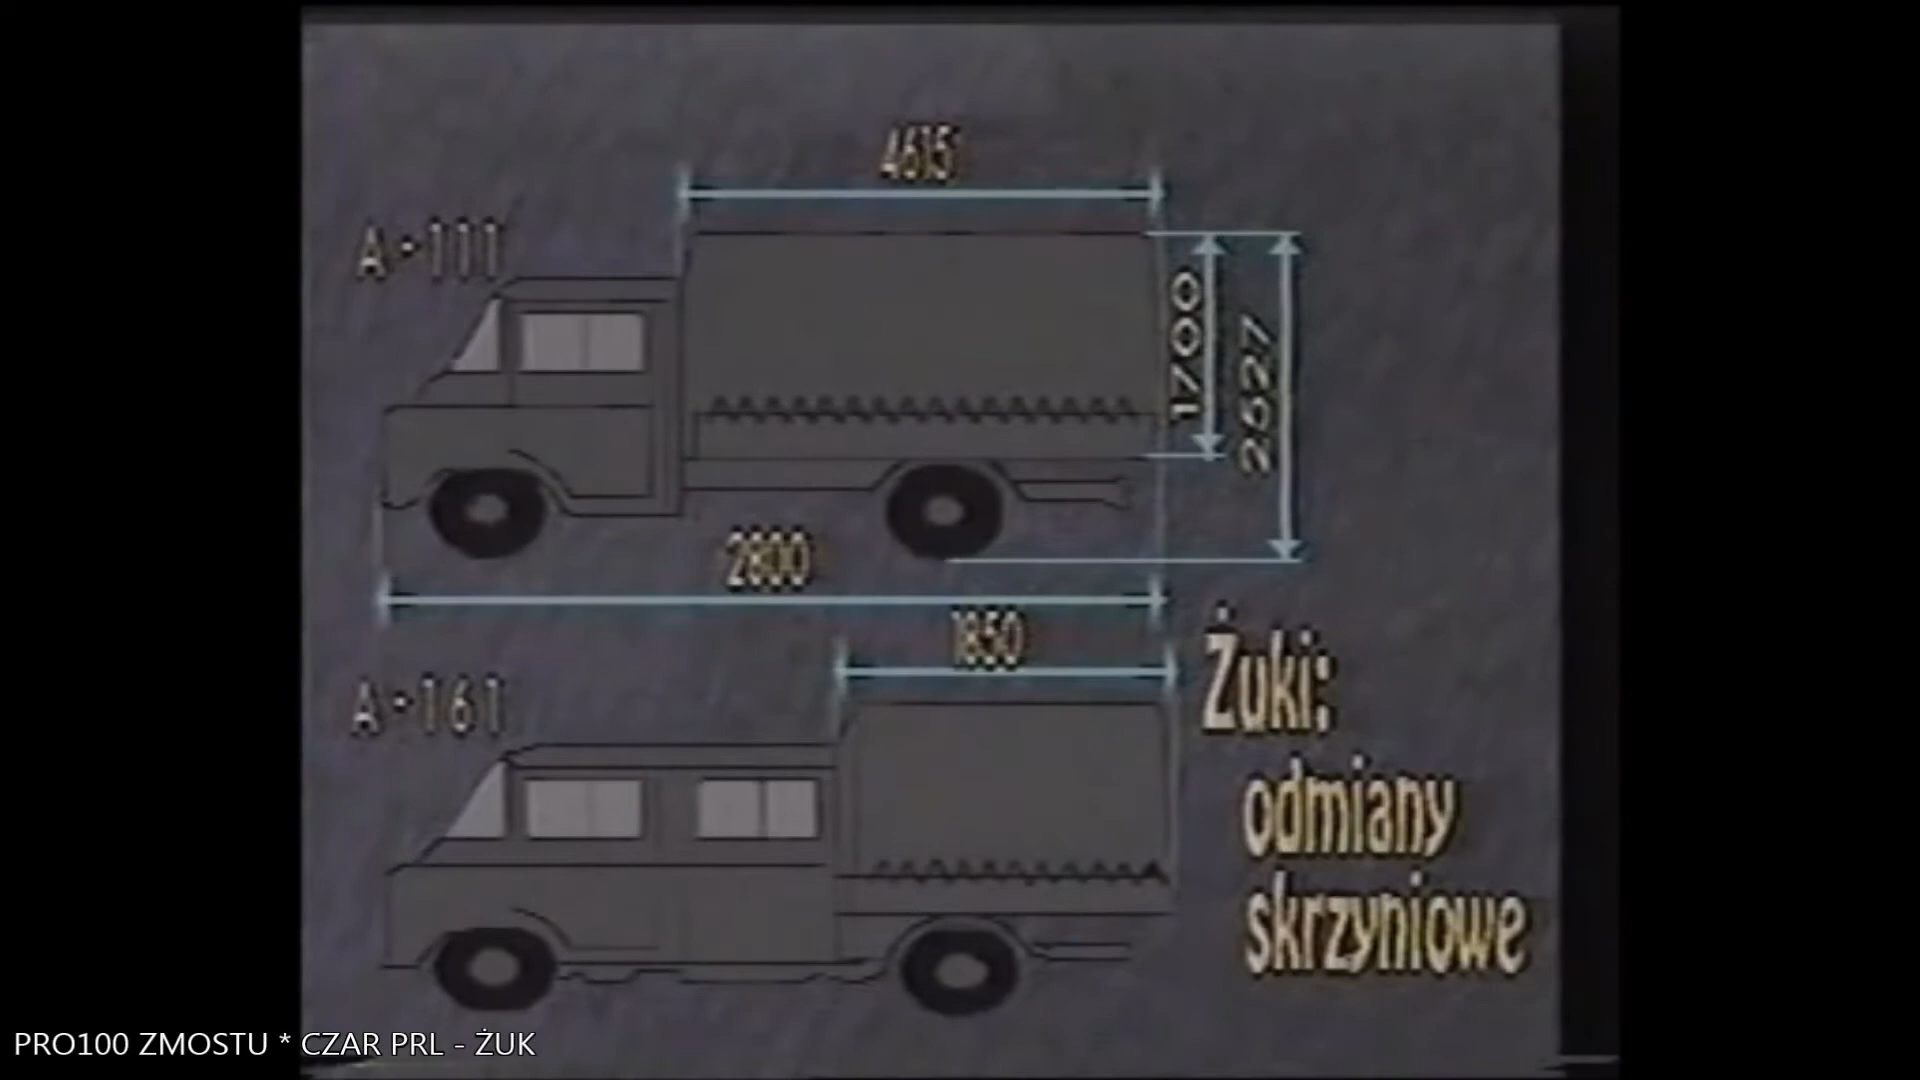 4615
A-111
1700
2627
2800
1850
A-161
Żuki:
odmiany
skrzyniowe
PRO100 ZMOSTU * CZAR PRL - ŻUK